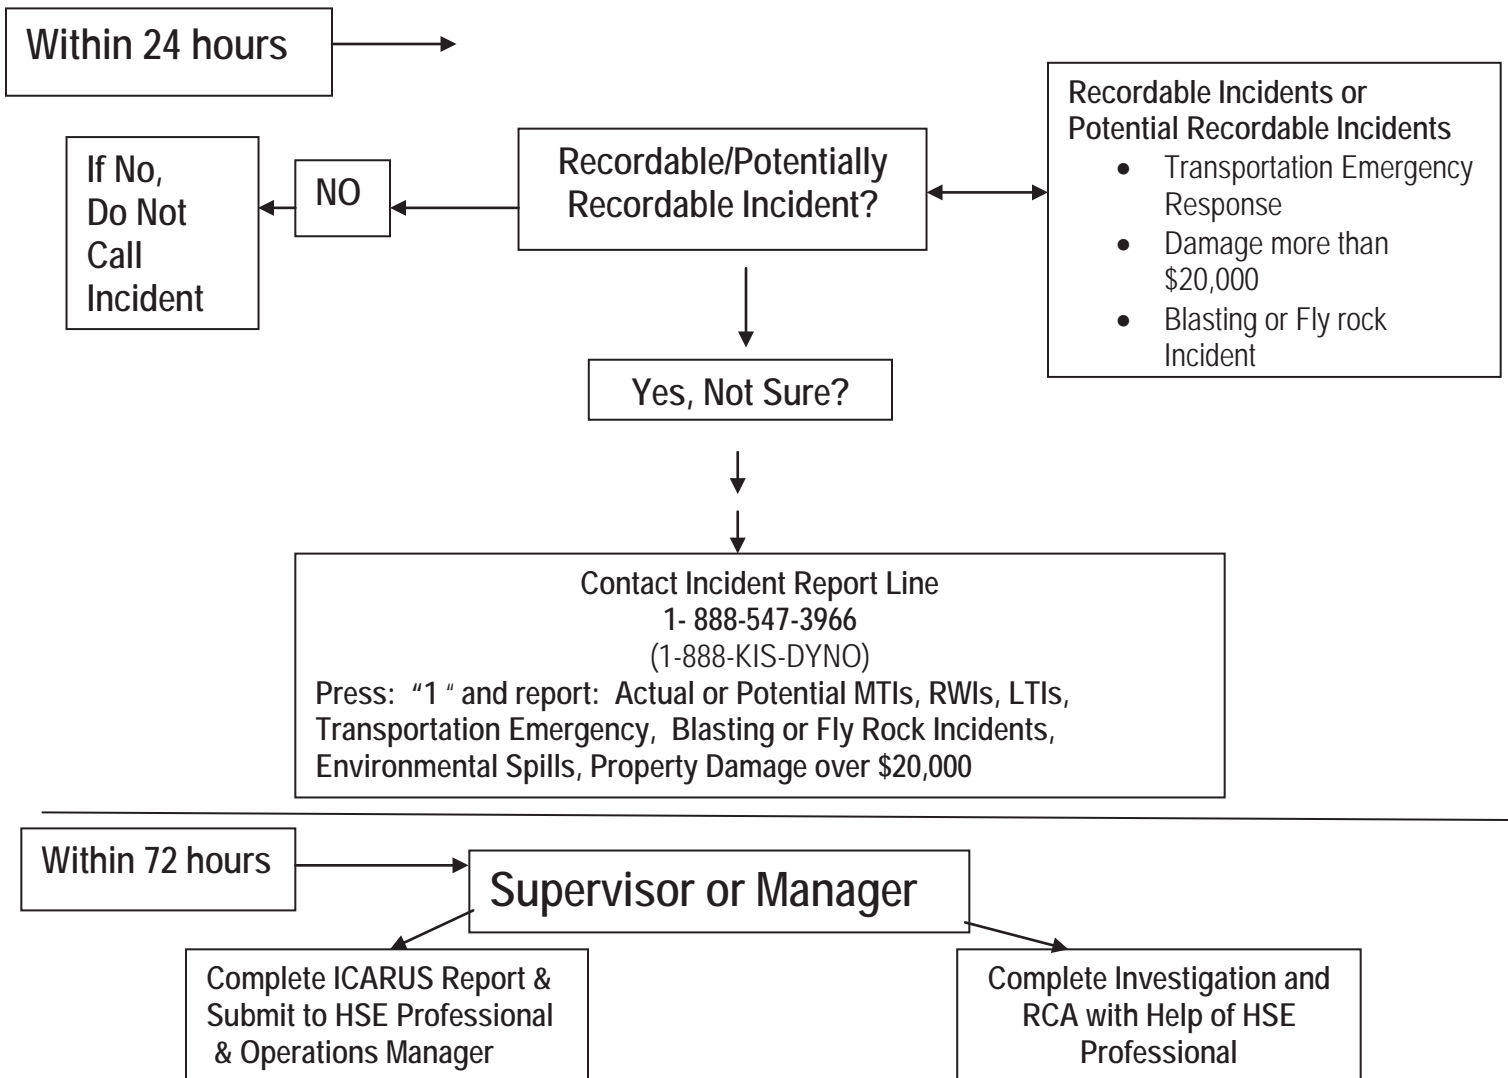 Within 24 hours
Recordable Incidents or
Potential Recordable Incidents
• Transportation Emergency
Response
• Damage more than
$20,000
• Blasting or Fly rock
Incident
Recordable/Potentially
Recordable Incident?
NO
If No,
Do Not
Call
Incident
Yes, Not Sure?
Contact Incident Report Line
1- 888-547-3966
(1-888-KIS-DYNO)
Press: "1 " and report: Actual or Potential MTIs, RWIs, LTIs,
Transportation Emergency, Blasting or Fly Rock Incidents,
Environmental Spills, Property Damage over $20,000
Within 72 hours
Supervisor or Manager
Complete ICARUS Report &
Submit to HSE Professional
& Operations Manager
Complete Investigation and
RCA with Help of HSE
Professional